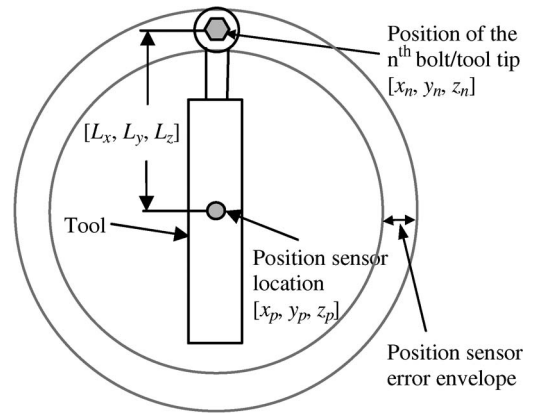 Position of the
nth bolt/tool tip
[xn, yn, zn]
[Lx, Ly, Lz]
Tool
Position sensor
location
[xp, yp, zp]
Position sensor
error envelope